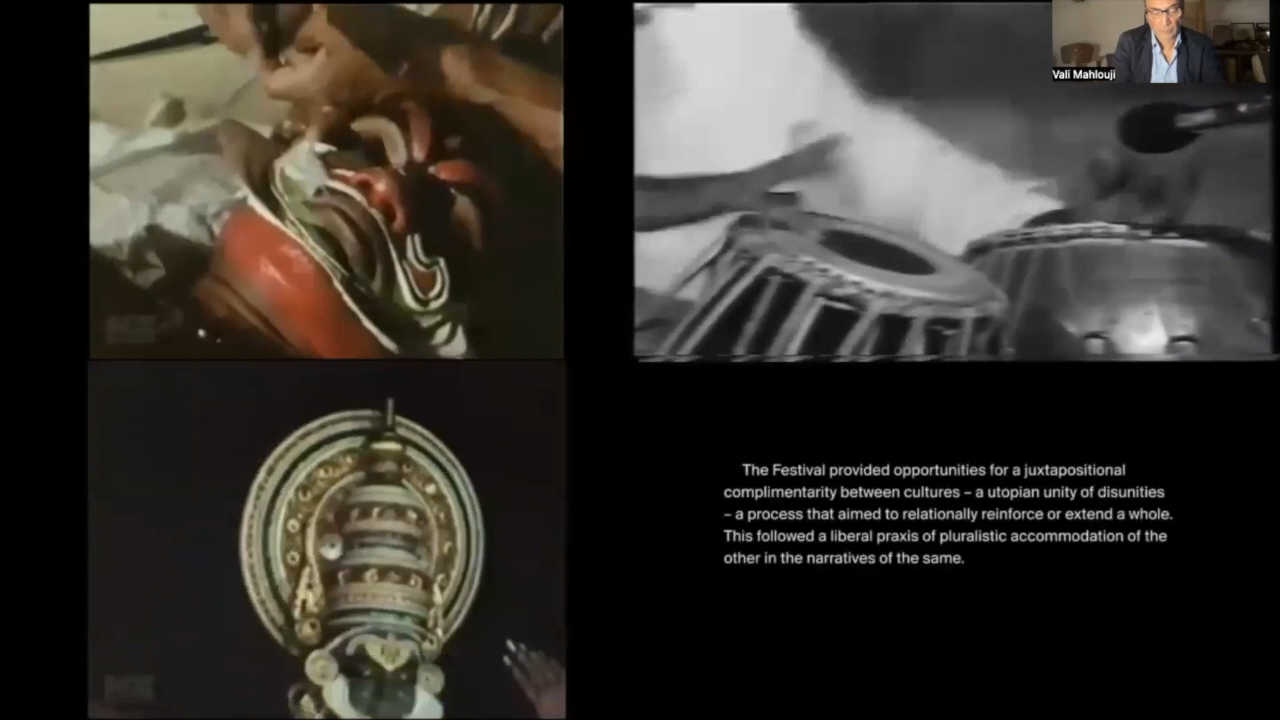 Vali Mahlouji
The Festival provided opportunities for a juxtapositional
complimentarity between cultures – a utopian unity of disunities
– a process that aimed to relationally reinforce or extend a whole.
This followed a liberal praxis of pluralistic accommodation of the
other in the narratives of the same.